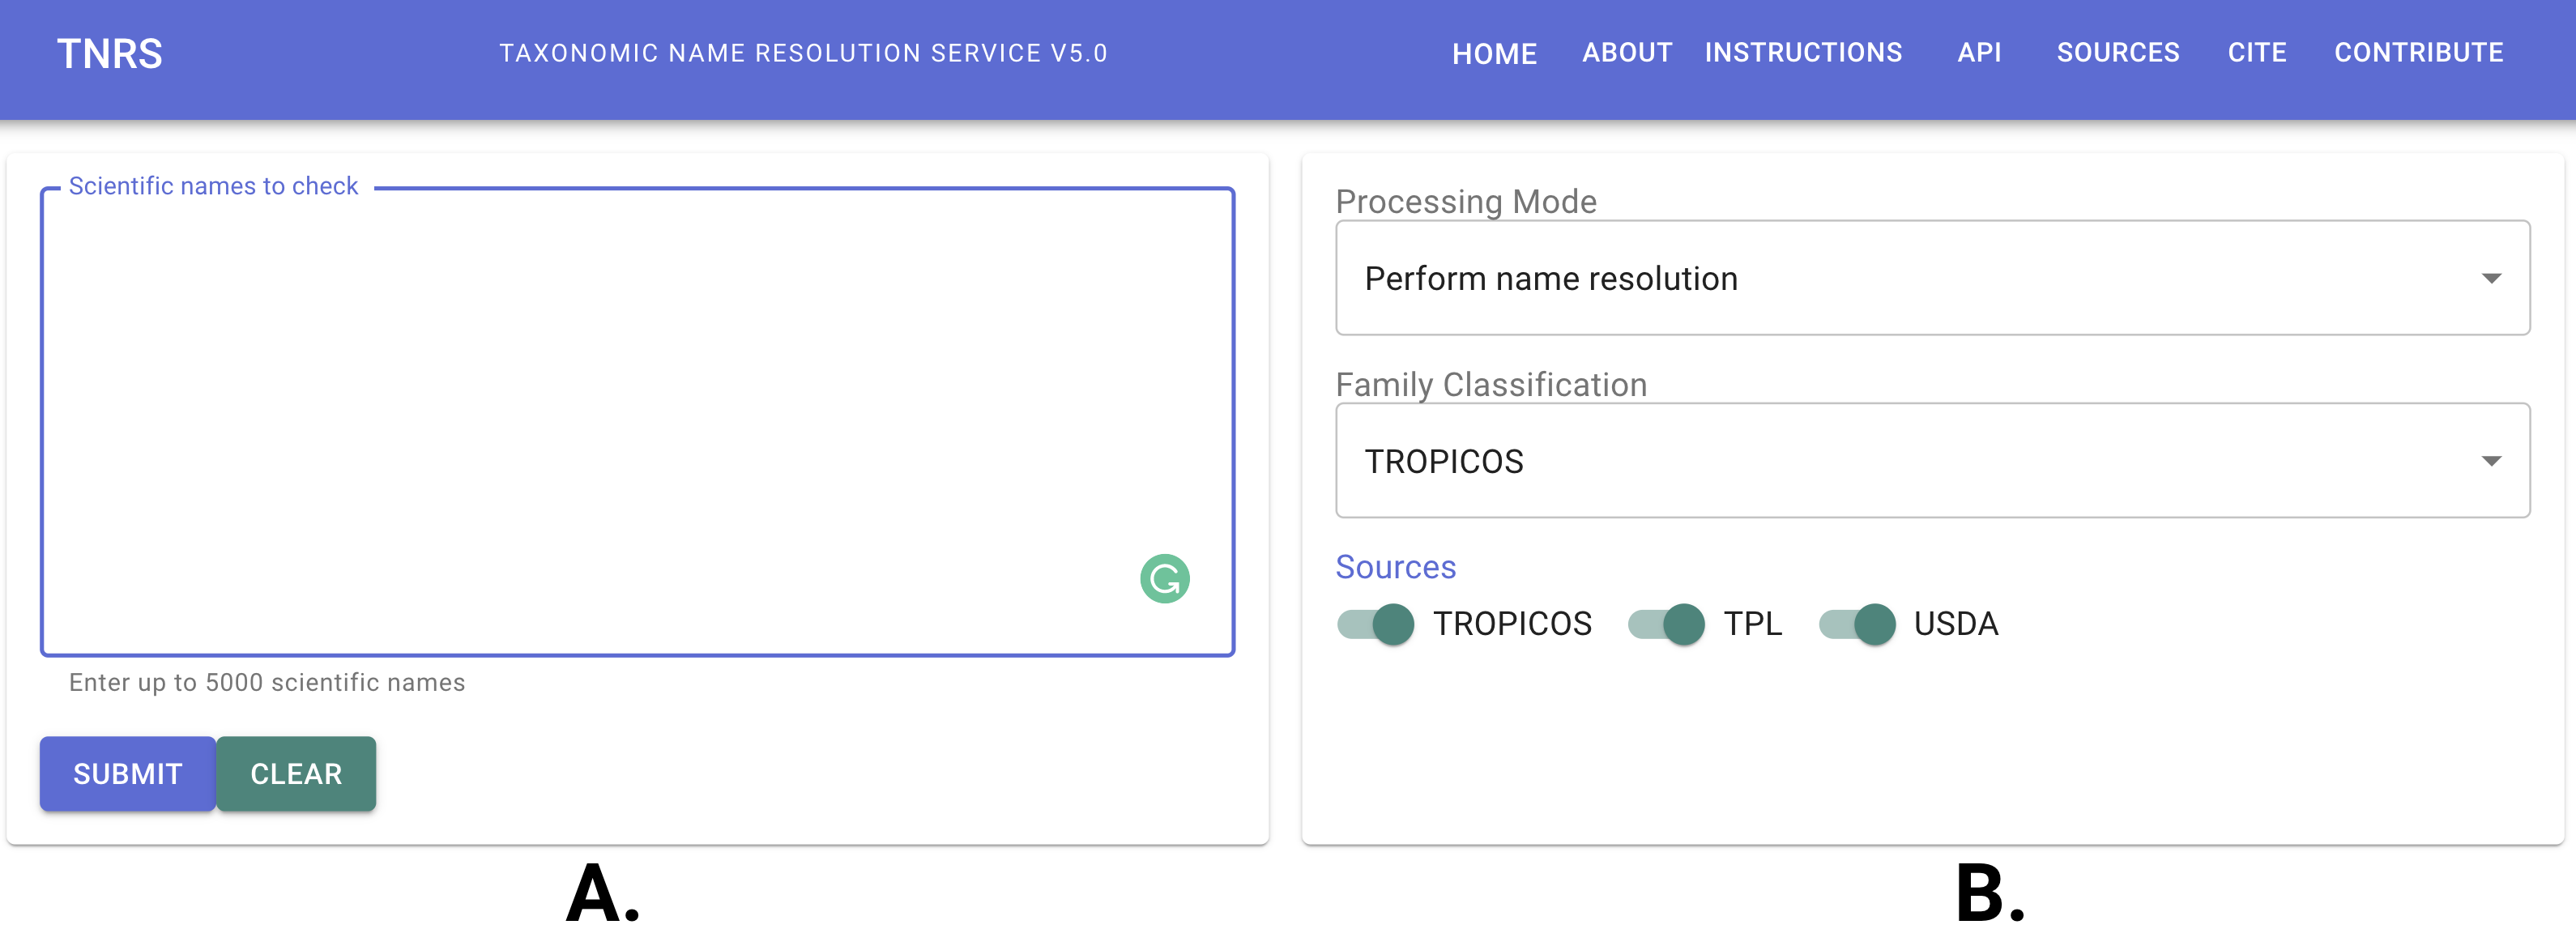 TNRS
TAXONOMIC NAME RESOLUTION SERVICE V5.0
HOME ABOUT INSTRUCTIONS API SOURCES CITE CONTRIBUTE
Scientific names to check
Enter up to 5000 scientific names
SUBMIT CLEAR
Processing Mode
Perform name resolution
Family Classification
TROPICOS
Sources
TROPICOS TPL USDA
A.
B.